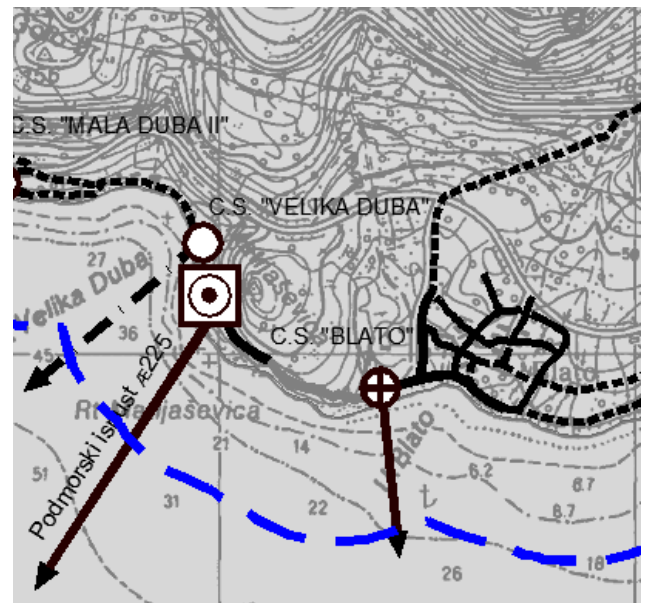 C.S. "MALA DUBA II"
C.S. "VELIKA DUBA"
50
27
Velika Duba
36
C.S. "BLATO"
45
Podmorski ispust Æ225
Blato
21
14
6.2
6.7
51
31
22
8.7
18
26